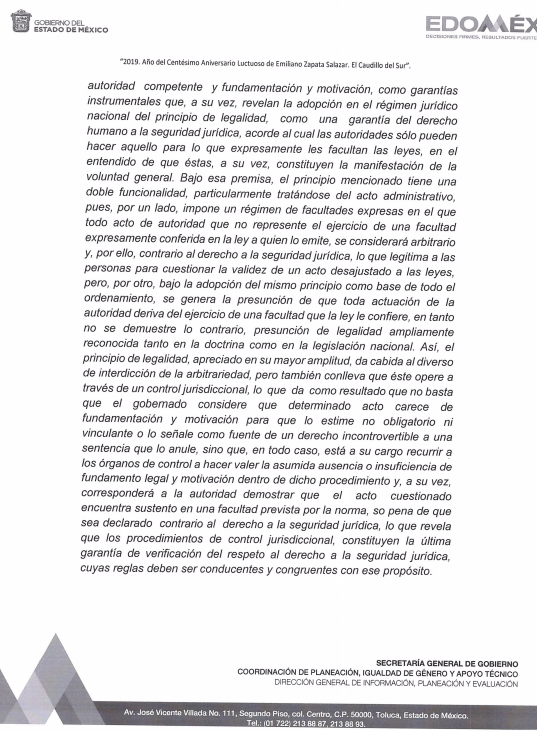 GOBIERNO DEL
ESTADO DE MÉXICO
EDOMÉX
DECISIONES FIRMES, RESULTADOS FUERTES
"2019. Año del Centésimo Aniversario Luctuoso de Emiliano Zapata Salazar. El Caudillo del Sur".
autoridad competente y fundamentación y motivación, como garantías
instrumentales que, a su vez, revelan la adopción en el régimen jurídico
nacional del principio de legalidad, como una garantía del derecho
humano a la seguridad jurídica, acorde al cual las autoridades sólo pueden
hacer aquello para lo que expresamente les facultan las leyes, en el
entendido de que éstas, a su vez, constituyen la manifestación de la
voluntad general. Bajo esa premisa, el principio mencionado tiene una
doble funcionalidad, particularmente tratándose del acto administrativo,
pues, por un lado, impone un régimen de facultades expresas en el que
todo acto de autoridad que no represente el ejercicio de una facultad
expresamente conferida en la ley a quien lo emite, se considerará arbitrario
y, por ello, contrario al derecho a la seguridad jurídica, lo que legitima a las
personas para cuestionar la validez de un acto desajustado a las leyes,
pero, por otro, bajo la adopción del mismo principio como base de todo el
ordenamiento, se genera la presunción de que toda actuación de la
autoridad deriva del ejercicio de una facultad que la ley le confiere, en tanto
no se demuestre lo contrario, presunción de legalidad ampliamente
reconocida tanto en la doctrina como en la legislación nacional. Así, el
principio de legalidad, apreciado en su mayor amplitud, da cabida al diverso
de interdicción de la arbitrariedad, pero también conlleva que éste opere a
través de un control jurisdiccional, lo que da como resultado que no basta
que el gobernado considere que determinado acto carece de
fundamentación y motivación para que lo estime no obligatorio ni
vinculante o lo señale como fuente de un derecho incontrovertible a una
sentencia que lo anule, sino que, en todo caso, está a su cargo recurrir a
los órganos de control a hacer valer la asumida ausencia o insuficiencia de
fundamento legal y motivación dentro de dicho procedimiento y, a su vez,
corresponderá a la autoridad demostrar que el acto cuestionado
encuentra sustento en una facultad prevista por la norma, so pena de que
sea declarado contrario al derecho a la seguridad jurídica, lo que revela
que los procedimientos de control jurisdiccional, constituyen la última
garantía de verificación del respeto al derecho a la seguridad jurídica,
cuyas reglas deben ser conducentes y congruentes con ese propósito.
SECRETARÍA GENERAL DE GOBIERNO
COORDINACIÓN DE PLANEACIÓN, IGUALDAD DE GÉNERO Y APOYO TÉCNICO
DIRECCIÓN GENERAL DE INFORMACIÓN, PLANEACIÓN Y EVALUACIÓN
Av. José Vicente Villada No. 111, Segundo Piso, col. Centro, C.P. 50000, Toluca, Estado de México.
Tel.: (01 722) 213 88 87, 213 88 93.